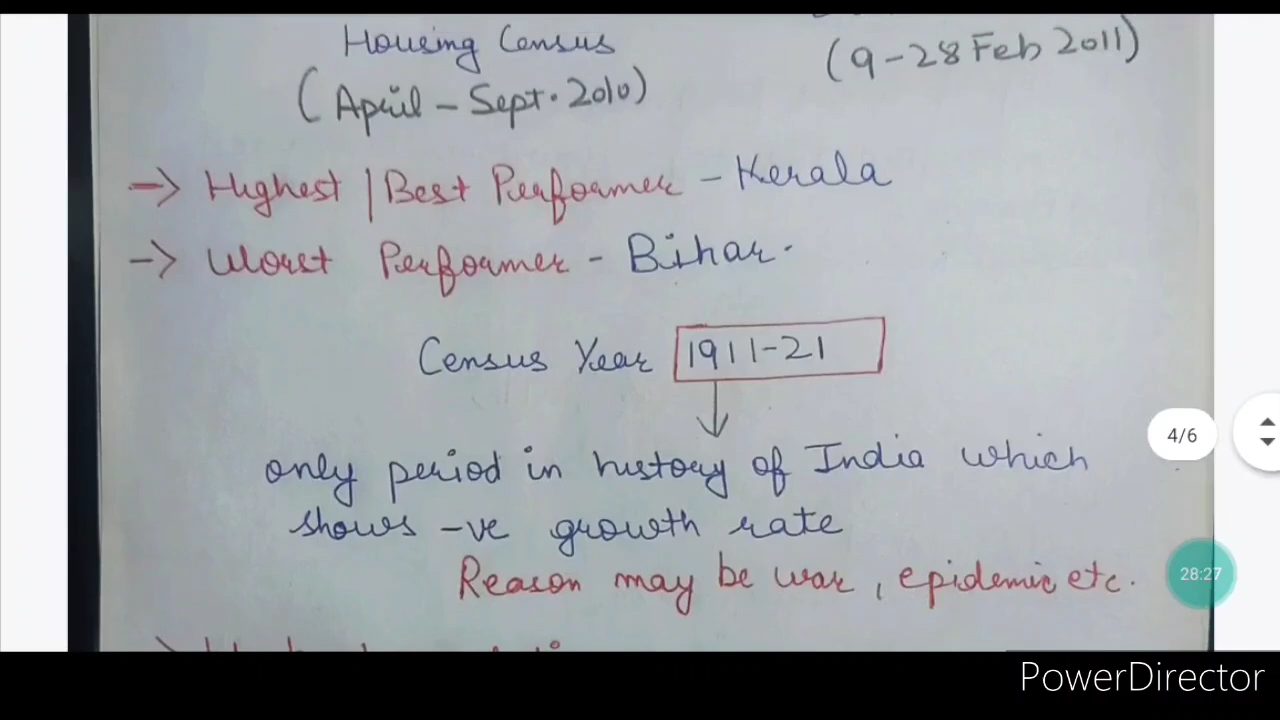 Housing Census
(April - Sept. 2010)
(9-28 Feb 2011)
→ Highest | Best Performer - Kerala
→ Worst Performer - Bihar.
Census Year 1911-21
only period in history of India which
shows -ve growth rate
Reason may be war, epidemic etc.
4/6
28:27
PowerDirector